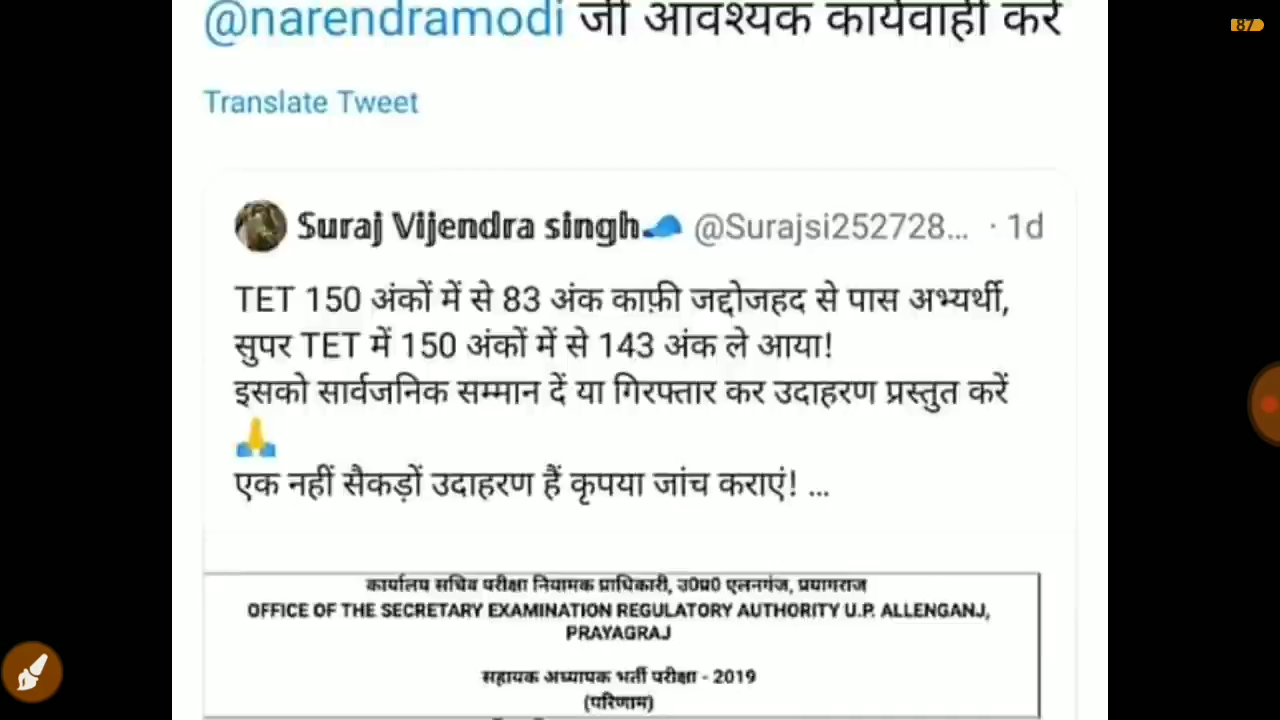 @narendramodi जी आवश्यक कार्यवाही करें
87
Translate Tweet
Suraj Vijendra singh🧢 @Surajsi252728... · 1d
TET 150 अंकों में से 83 अंक काफ़ी जद्दोजहद से पास अभ्यर्थी,
सुपर TET में 150 अंकों में से 143 अंक ले आया!
इसको सार्वजनिक सम्मान दें या गिरफ्तार कर उदाहरण प्रस्तुत करें
🙏
एक नहीं सैकड़ों उदाहरण हैं कृपया जांच कराएं! ...
कार्यालय सचिव परीक्षा नियामक प्राधिकारी, उ0प्र0 एलनगंज, प्रयागराज
OFFICE OF THE SECRETARY EXAMINATION REGULATORY AUTHORITY U.P. ALLENGANJ,
PRAYAGRAJ
सहायक अध्यापक भर्ती परीक्षा - 2019
(परिणाम)